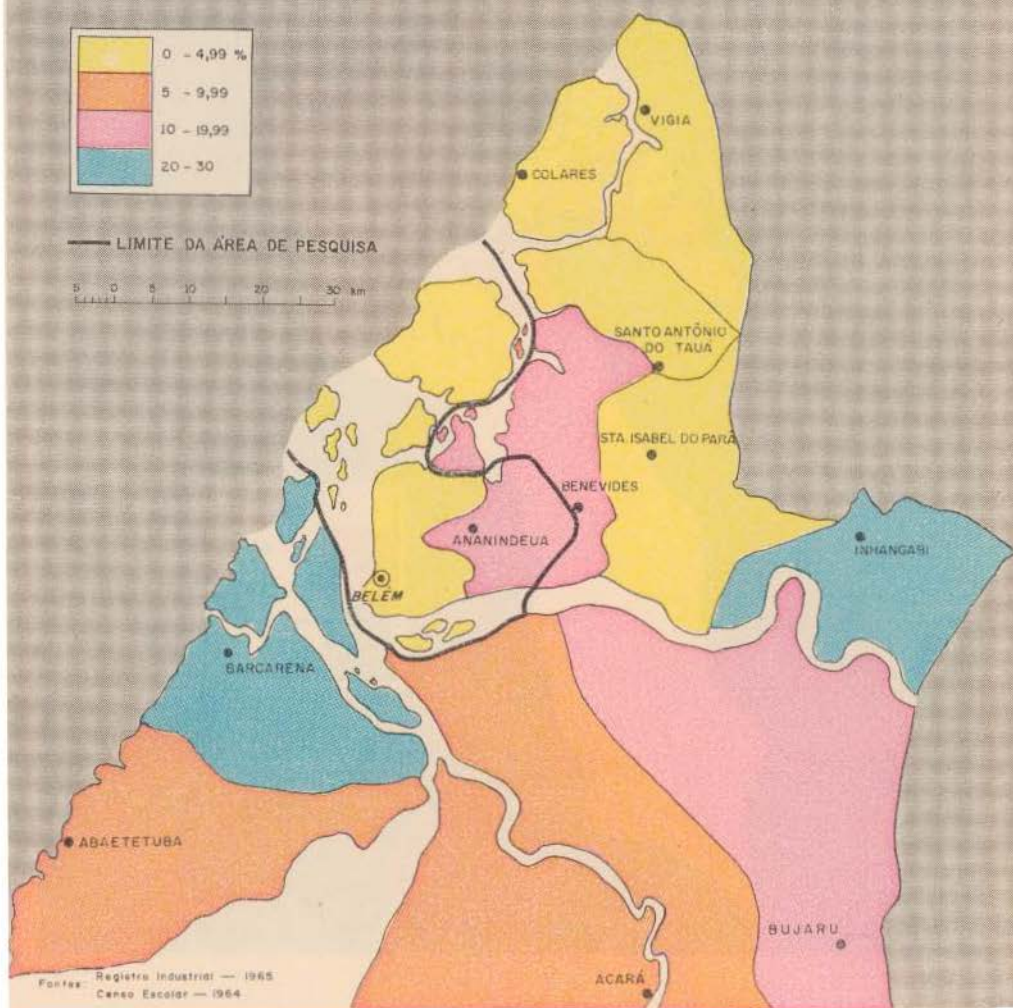 0 - 4,99 %
5 - 9,99
10 - 19,99
20 - 30
LIMITE DA ÁREA DE PESQUISA
5 0 5 10 20 30 km
VIGIA
COLARES
SANTO ANTÔNIO
DO TAUÁ
STA. ISABEL DO PARÁ
BENEVIDES
ANANINDEUA
INHANGABI
BELÉM
BARCARENA
ABAETETUBA
BUJARU
ACARÁ
Fontes: Registro Industrial — 1965
Censo Escolar — 1964